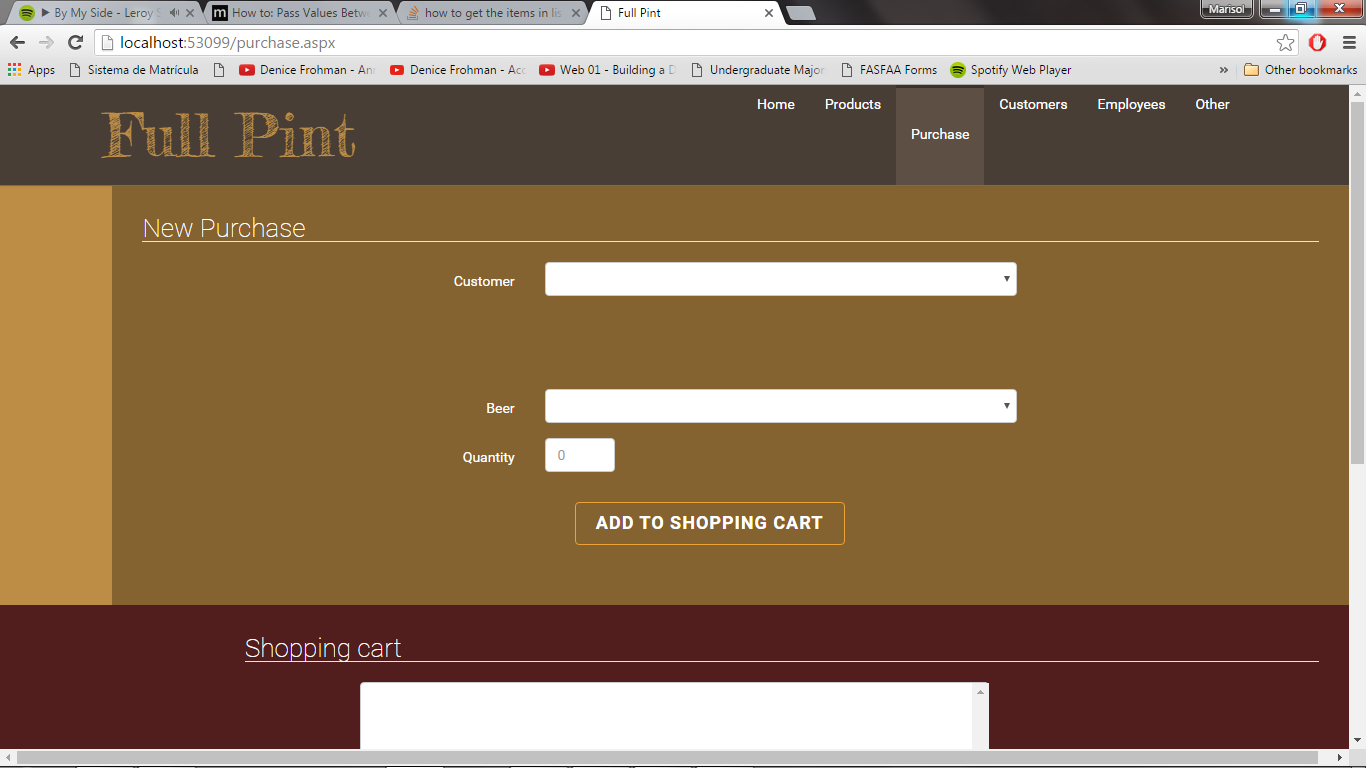 By My Side - Leroy S
How to: Pass Values Betwe
how to get the items in lis
Full Pint
Marisol
localhost:53099/purchase.aspx
Apps Sistema de Matrícula Denice Frohman - Ann Denice Frohman - Acc Web 01 - Building a D Undergraduate Major FASFAA Forms Spotify Web Player » Other bookmarks
Full Pint
Home Products Purchase Customers Employees Other
New Purchase
Customer
Beer
Quantity 0
ADD TO SHOPPING CART
Shopping cart